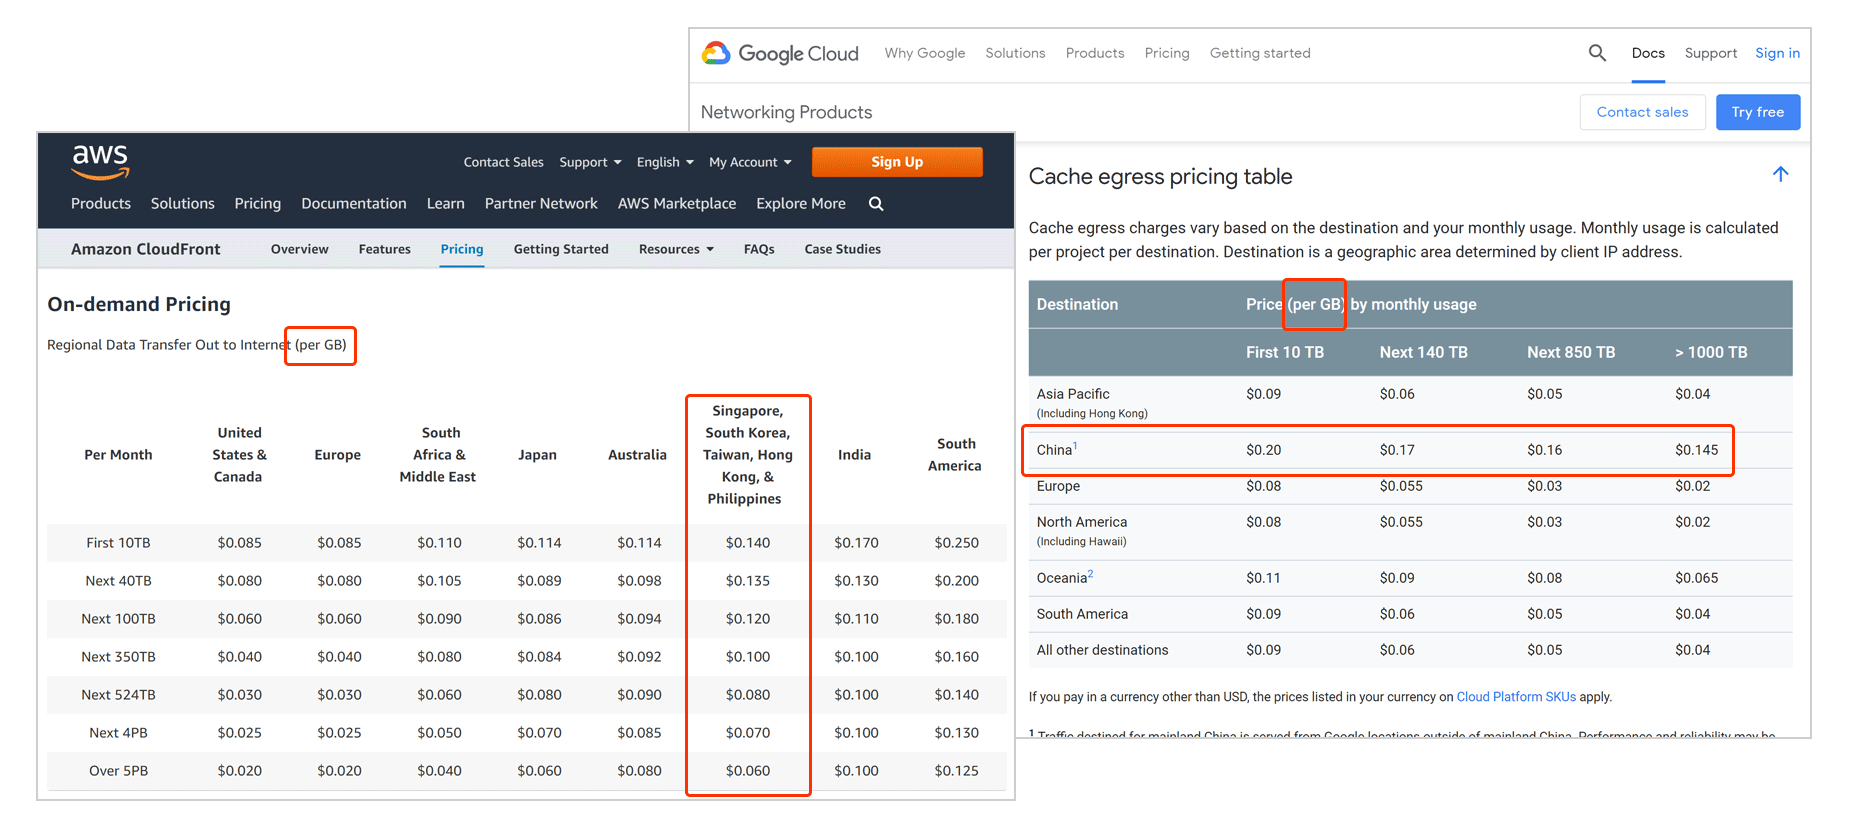 Google Cloud Why Google Solutions Products Pricing Getting started Docs Support Sign in
Networking Products Contact sales Try free
aws
Contact Sales Support English My Account Sign Up
Products Solutions Pricing Documentation Learn Partner Network AWS Marketplace Explore More
Amazon CloudFront Overview Features Pricing Getting Started Resources FAQs Case Studies
On-demand Pricing
Regional Data Transfer Out to Internet (per GB)
Per Month United States & Canada Europe South Africa & Middle East Japan Australia Singapore, South Korea, Taiwan, Hong Kong, & Philippines India South America
First 10TB $0.085 $0.085 $0.110 $0.114 $0.114 $0.140 $0.170 $0.250
Next 40TB $0.080 $0.080 $0.105 $0.089 $0.098 $0.135 $0.130 $0.200
Next 100TB $0.060 $0.060 $0.090 $0.086 $0.094 $0.120 $0.110 $0.180
Next 350TB $0.040 $0.040 $0.080 $0.084 $0.092 $0.100 $0.100 $0.160
Next 524TB $0.030 $0.030 $0.060 $0.080 $0.090 $0.080 $0.100 $0.140
Next 4PB $0.025 $0.025 $0.050 $0.070 $0.085 $0.070 $0.100 $0.130
Over 5PB $0.020 $0.020 $0.040 $0.060 $0.080 $0.060 $0.100 $0.125
Cache egress pricing table
Cache egress charges vary based on the destination and your monthly usage. Monthly usage is calculated
per project per destination. Destination is a geographic area determined by client IP address.
Destination Price (per GB) by monthly usage
First 10 TB Next 140 TB Next 850 TB > 1000 TB
Asia Pacific $0.09 $0.06 $0.05 $0.04
(Including Hong Kong)
China1 $0.20 $0.17 $0.16 $0.145
Europe $0.08 $0.055 $0.03 $0.02
North America $0.08 $0.055 $0.03 $0.02
(Including Hawaii)
Oceania2 $0.11 $0.09 $0.08 $0.065
South America $0.09 $0.06 $0.05 $0.04
All other destinations $0.09 $0.06 $0.05 $0.04
If you pay in a currency other than USD, the prices listed in your currency on Cloud Platform SKUs apply.
1 Traffic destined for mainland China is served from Google locations outside of mainland China. Performance and reliability may be